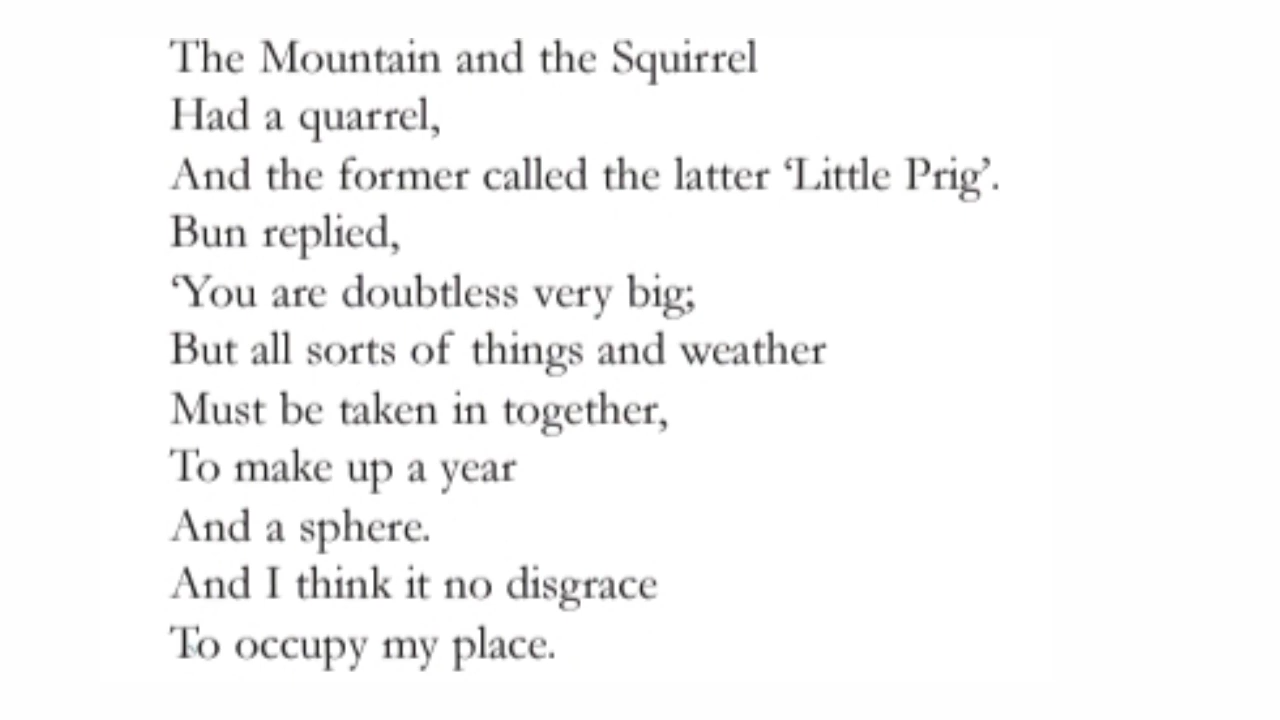 The Mountain and the Squirrel
Had a quarrel,
And the former called the latter ‘Little Prig’.
Bun replied,
‘You are doubtless very big;
But all sorts of things and weather
Must be taken in together,
To make up a year
And a sphere.
And I think it no disgrace
To occupy my place.